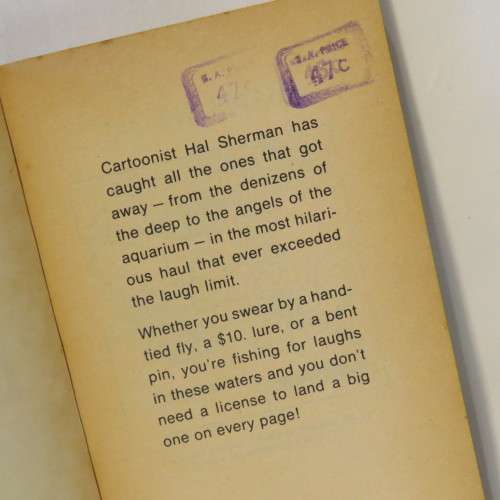 S.A. PRICE
47C
Cartoonist Hal Sherman has
caught all the ones that got
away — from the denizens of
the deep to the angels of the
aquarium — in the most hilari-
ous haul that ever exceeded
the laugh limit.
Whether you swear by a hand-
tied fly, a $10. lure, or a bent
pin, you're fishing for laughs
in these waters and you don't
need a license to land a big
one on every page!